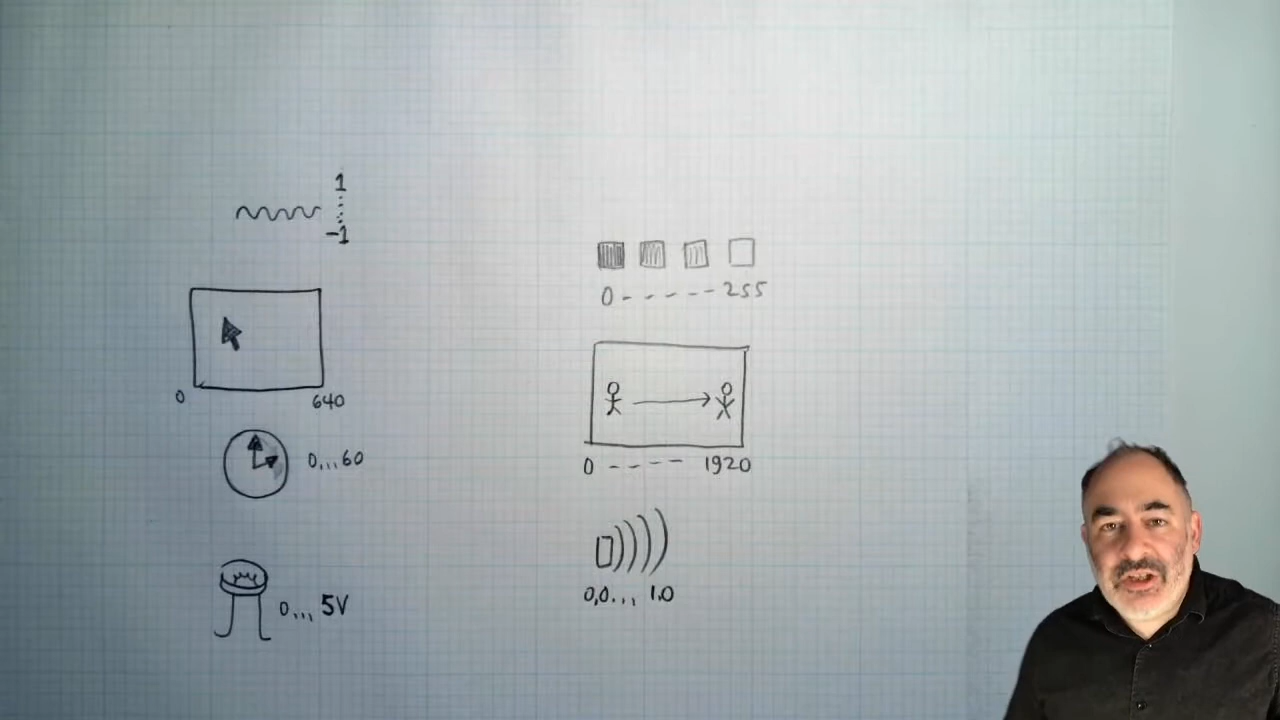 1
-1
0 640
0...60
0... 5V
0 - - - - - 255
0 - - - - 1920
0,0... 1.0